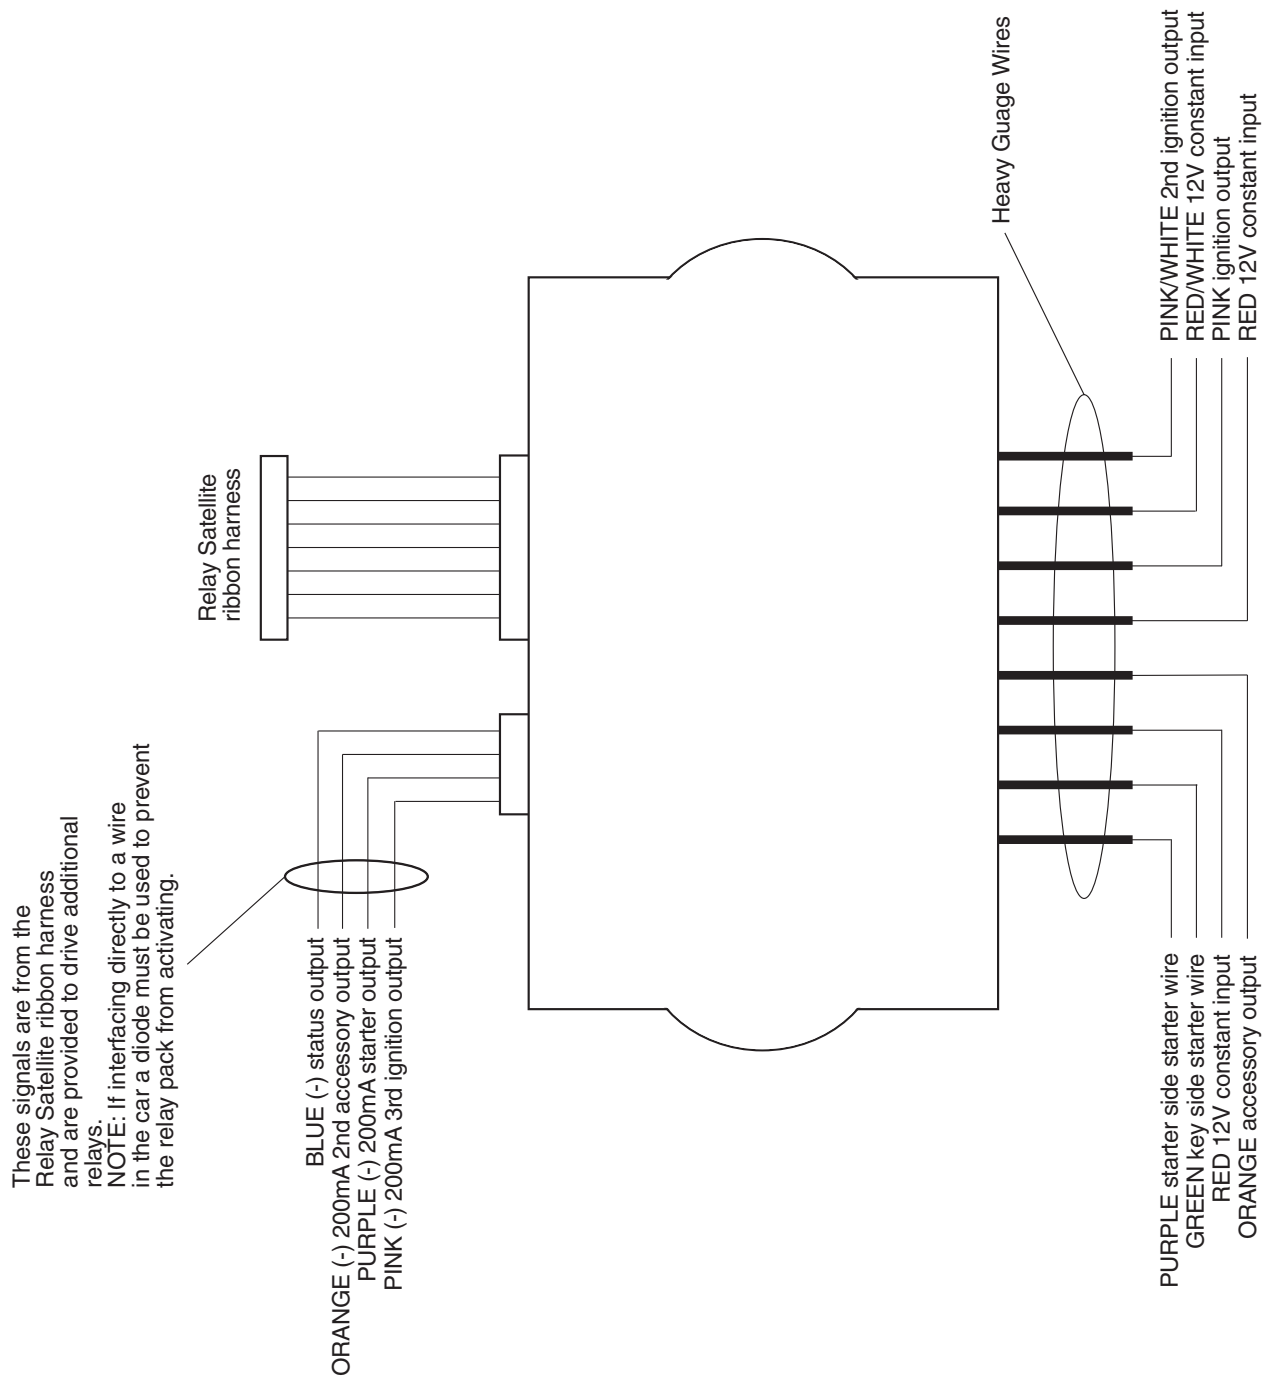 These signals are from the
Relay Satellite ribbon harness
and are provided to drive additional
relays.
NOTE: If interfacing directly to a wire
in the car a diode must be used to prevent
the relay pack from activating.
Relay Satellite
ribbon harness
BLUE (-) status output
ORANGE (-) 200mA 2nd accessory output
PURPLE (-) 200mA starter output
PINK (-) 200mA 3rd ignition output
Heavy Guage Wires
PURPLE starter side starter wire
GREEN key side starter wire
RED 12V constant input
ORANGE accessory output
PINK/WHITE 2nd ignition output
RED/WHITE 12V constant input
PINK ignition output
RED 12V constant input